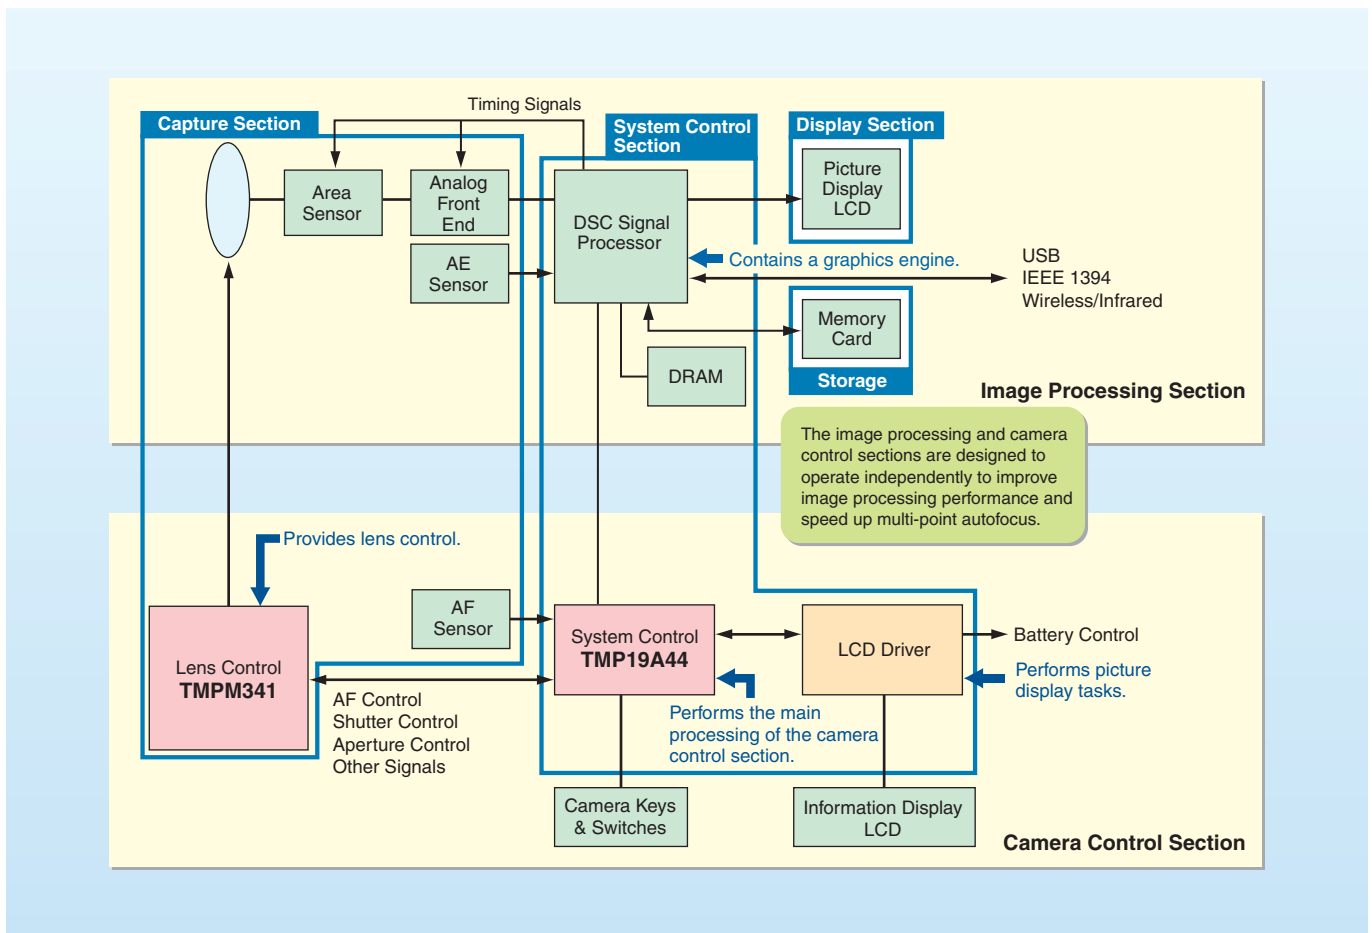 Timing Signals
Capture Section
System Control
Section
Display Section
Area
Sensor
Analog
Front
End
DSC Signal
Processor
Picture
Display
LCD
AE
Sensor
Contains a graphics engine.
USB
IEEE 1394
Wireless/Infrared
Memory
Card
DRAM
Storage
Image Processing Section
The image processing and camera
control sections are designed to
operate independently to improve
image processing performance and
speed up multi-point autofocus.
Provides lens control.
AF
Sensor
System Control
TMP19A44
LCD Driver
Battery Control
Lens Control
TMPM341
Performs picture
display tasks.
AF Control
Shutter Control
Aperture Control
Other Signals
Performs the main
processing of the camera
control section.
Camera Keys
& Switches
Information Display
LCD
Camera Control Section